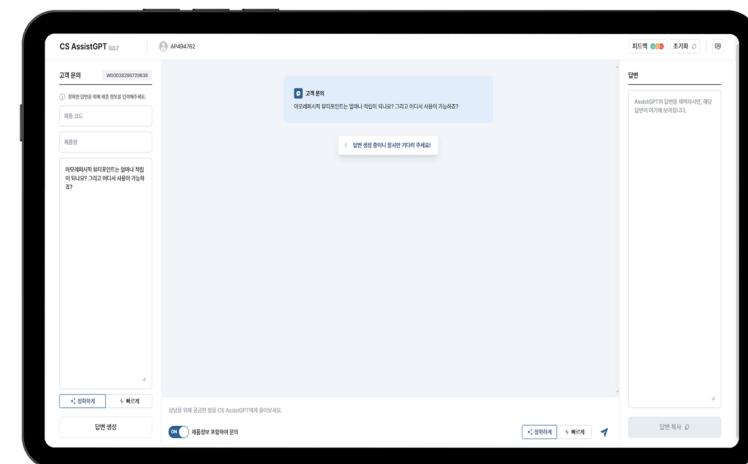 CS AssistGPT
AP494762
피드백
초기화
고객 문의
W00038296729638
정확한 답변을 위해 제품 정보를 입력해주세요.
제품 코드
제품명
아모레퍼시픽 뷰티포인트는 얼마나 적립
이 되나요? 그리고 어디서 사용이 가능하
죠?
정확하게
빠르게
답변 생성
고객 문의
아모레퍼시픽 뷰티포인트는 얼마나 적립이 되나요? 그리고 어디서 사용이 가능하죠?
답변 생성 중이니 잠시만 기다려 주세요!
상담을 위해 궁금한 점을 CS AssistGPT에게 물어보세요.
ON
제품정보 포함하여 문의
정확하게
빠르게
답변
AssistGPT의 답변을 채택하시면, 해당
답변이 여기에 보여집니다.
답변 복사